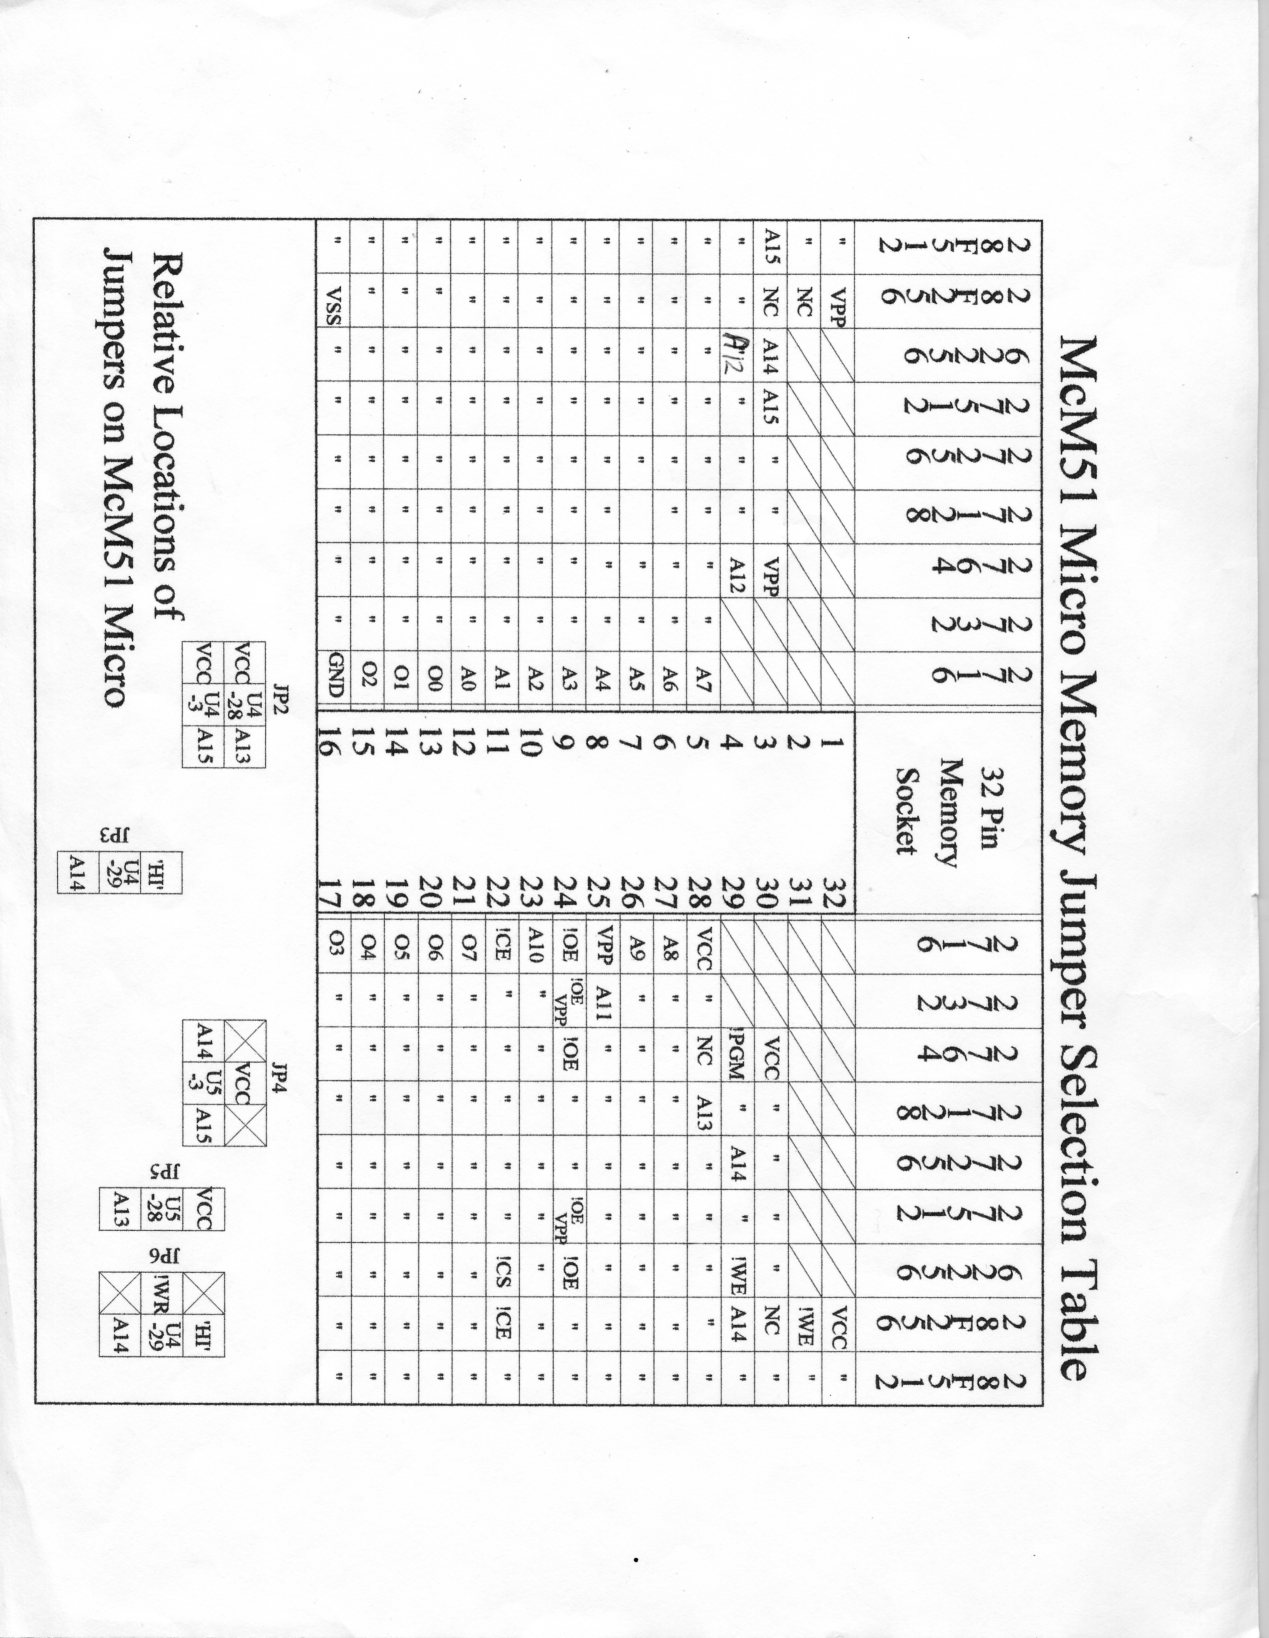 McM51 Micro Memory Jumper Selection Table
28F512 28F256 62256 27512 27256 27128 2764 2732 2716 32 Pin Memory Socket 2716 2732 2764 27128 27256 27512 62256 28F256 28F512
" VPP 1 32 VCC "
" NC 2 31 !WE "
A15 NC A14 A15 " " VPP 3 30 VCC " " " " NC "
" " A12 " " " A12 4 29 !PGM " A14 " !WE A14 "
" " " " " " " " A7 5 28 VCC " NC A13 " " " " "
" " " " " " " " A6 6 27 A8 " " " " " " " "
" " " " " " " " A5 7 26 A9 " " " " " " " "
" " " " " " " " A4 8 25 VPP A11 " " " " " " "
" " " " " " " " A3 9 24 !OE !OE VPP !OE " " !OE VPP !OE " "
" " " " " " " " A2 10 23 A10 " " " " " " " "
" " " " " " " " A1 11 22 !CE " " " " " !CS !CE "
" " " " " " " " A0 12 21 O7 " " " " " " " "
" " " " " " " " O0 13 20 O6 " " " " " " " "
" " " " " " " " O1 14 19 O5 " " " " " " " "
" " " " " " " " O2 15 18 O4 " " " " " " " "
" VSS " " " " " " GND 16 17 O3 " " " " " " " "
Relative Locations of
Jumpers on McM51 Micro
JP2
VCC U4 -28 A13
VCC U4 -3 A15
JP3
'HI'
U4 -29
A14
JP4
VCC
A14 U5 -3 A15
JP5
VCC
U5 -28
A13
JP6
'HI'
!WR U4 -29
A14